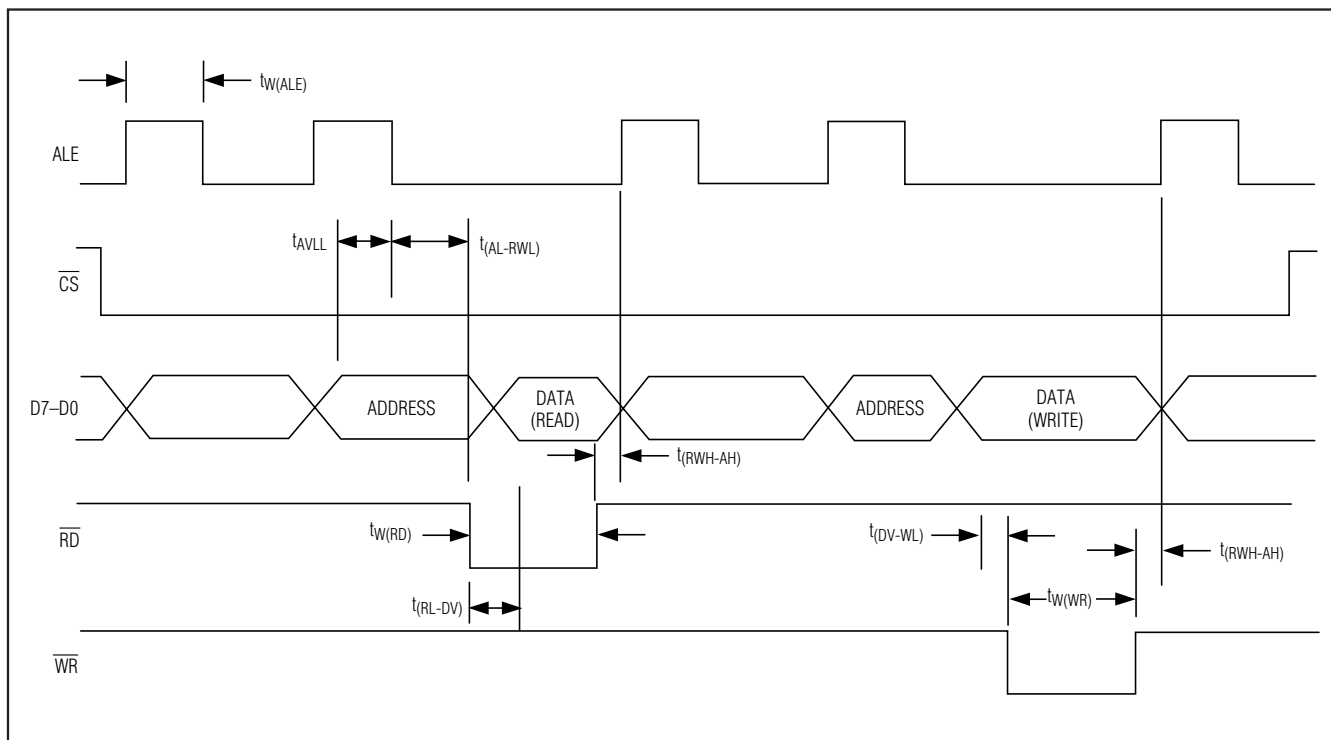 tW(ALE)
ALE
tAVLL
t(AL-RWL)
CS
D7–D0
ADDRESS
DATA
(READ)
ADDRESS
DATA
(WRITE)
t(RWH-AH)
RD
tW(RD)
t(DV-WL)
t(RWH-AH)
tW(WR)
t(RL-DV)
WR